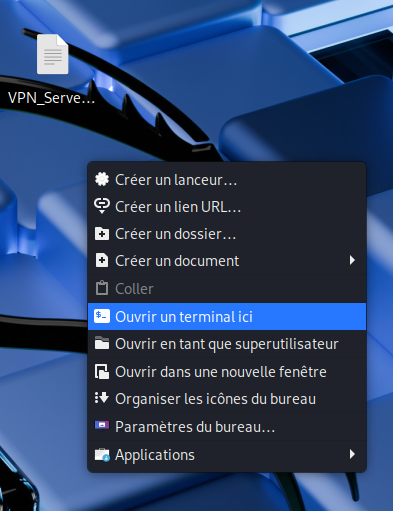 VPN_Serve...
Créer un lanceur...
Créer un lien URL...
Créer un dossier...
Créer un document
Coller
Ouvrir un terminal ici
Ouvrir en tant que superutilisateur
Ouvrir dans une nouvelle fenêtre
Organiser les icônes du bureau
Paramètres du bureau...
Applications